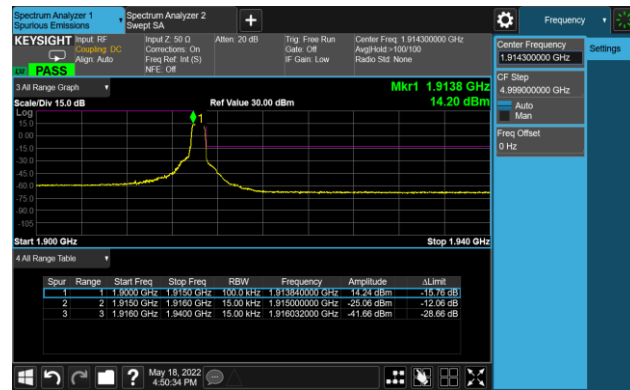 Spectrum Analyzer 1
Spurious Emissions
Spectrum Analyzer 2
Swept SA
Frequency
KEYSIGHT
Input: RF
Coupling: DC
Align: Auto
Input Z: 50 Ω
Corrections: On
Freq Ref: Int (S)
NFE: Off
Atten: 20 dB
Trig: Free Run
Gate: Off
IF Gain: Low
Center Freq: 1.914300000 GHz
Avg|Hold:>100/100
Radio Std: None
PASS
Center Frequency
1.914300000 GHz
Settings
CF Step
4.999000000 GHz
Auto
Man
Freq Offset
0 Hz
3 All Range Graph
Mkr1 1.9138 GHz
14.20 dBm
Scale/Div 15.0 dB
Ref Value 30.00 dBm
Log
15.0
0.00
-15.0
-30.0
-45.0
-60.0
-75.0
-90.0
-105
1
Start 1.900 GHz
Stop 1.940 GHz
4 All Range Table
Spur Range Start Freq Stop Freq RBW Frequency Amplitude ΔLimit
1 1 1.9000 GHz 1.9150 GHz 100.0 kHz 1.913840000 GHz 14.24 dBm -15.76 dB
2 2 1.9150 GHz 1.9160 GHz 15.00 kHz 1.915000000 GHz -25.06 dBm -12.06 dB
3 3 1.9160 GHz 1.9400 GHz 15.00 kHz 1.916032000 GHz -41.66 dBm -28.66 dB
?
May 18, 2022
4:50:34 PM